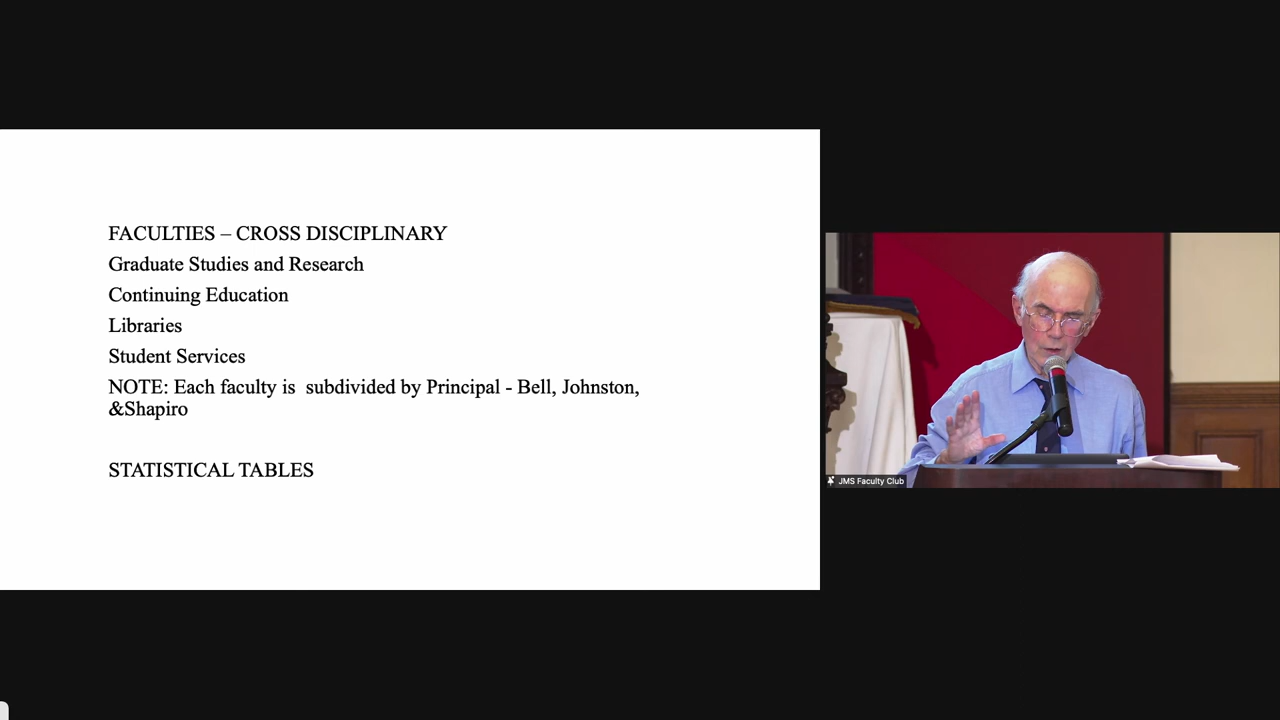 FACULTIES – CROSS DISCIPLINARY
Graduate Studies and Research
Continuing Education
Libraries
Student Services
NOTE: Each faculty is  subdivided by Principal - Bell, Johnston,
&Shapiro
STATISTICAL TABLES
JMS Faculty Club